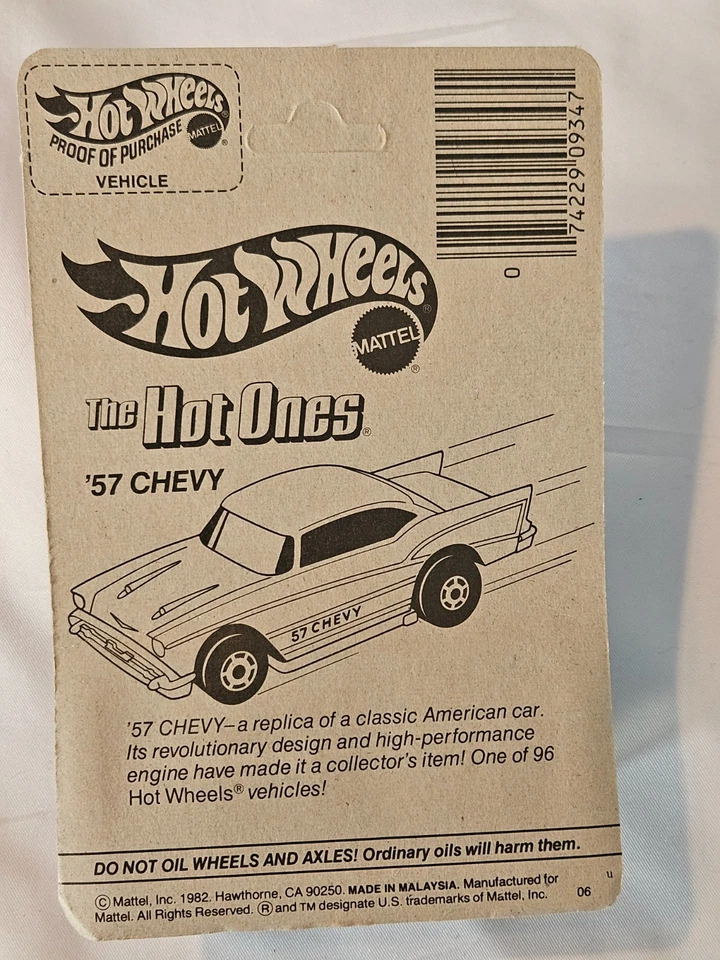 Hot Wheels®
PROOF OF PURCHASE MATTEL®
VEHICLE
74229 09347
0
Hot Wheels®
MATTEL®
The Hot Ones®
'57 CHEVY
57 CHEVY
'57 CHEVY–a replica of a classic American car.
Its revolutionary design and high-performance
engine have made it a collector's item! One of 96
Hot Wheels® vehicles!
DO NOT OIL WHEELS AND AXLES! Ordinary oils will harm them.
u
© Mattel, Inc. 1982. Hawthorne, CA 90250. MADE IN MALAYSIA. Manufactured for
Mattel. All Rights Reserved. ® and TM designate U.S. trademarks of Mattel, Inc. 06